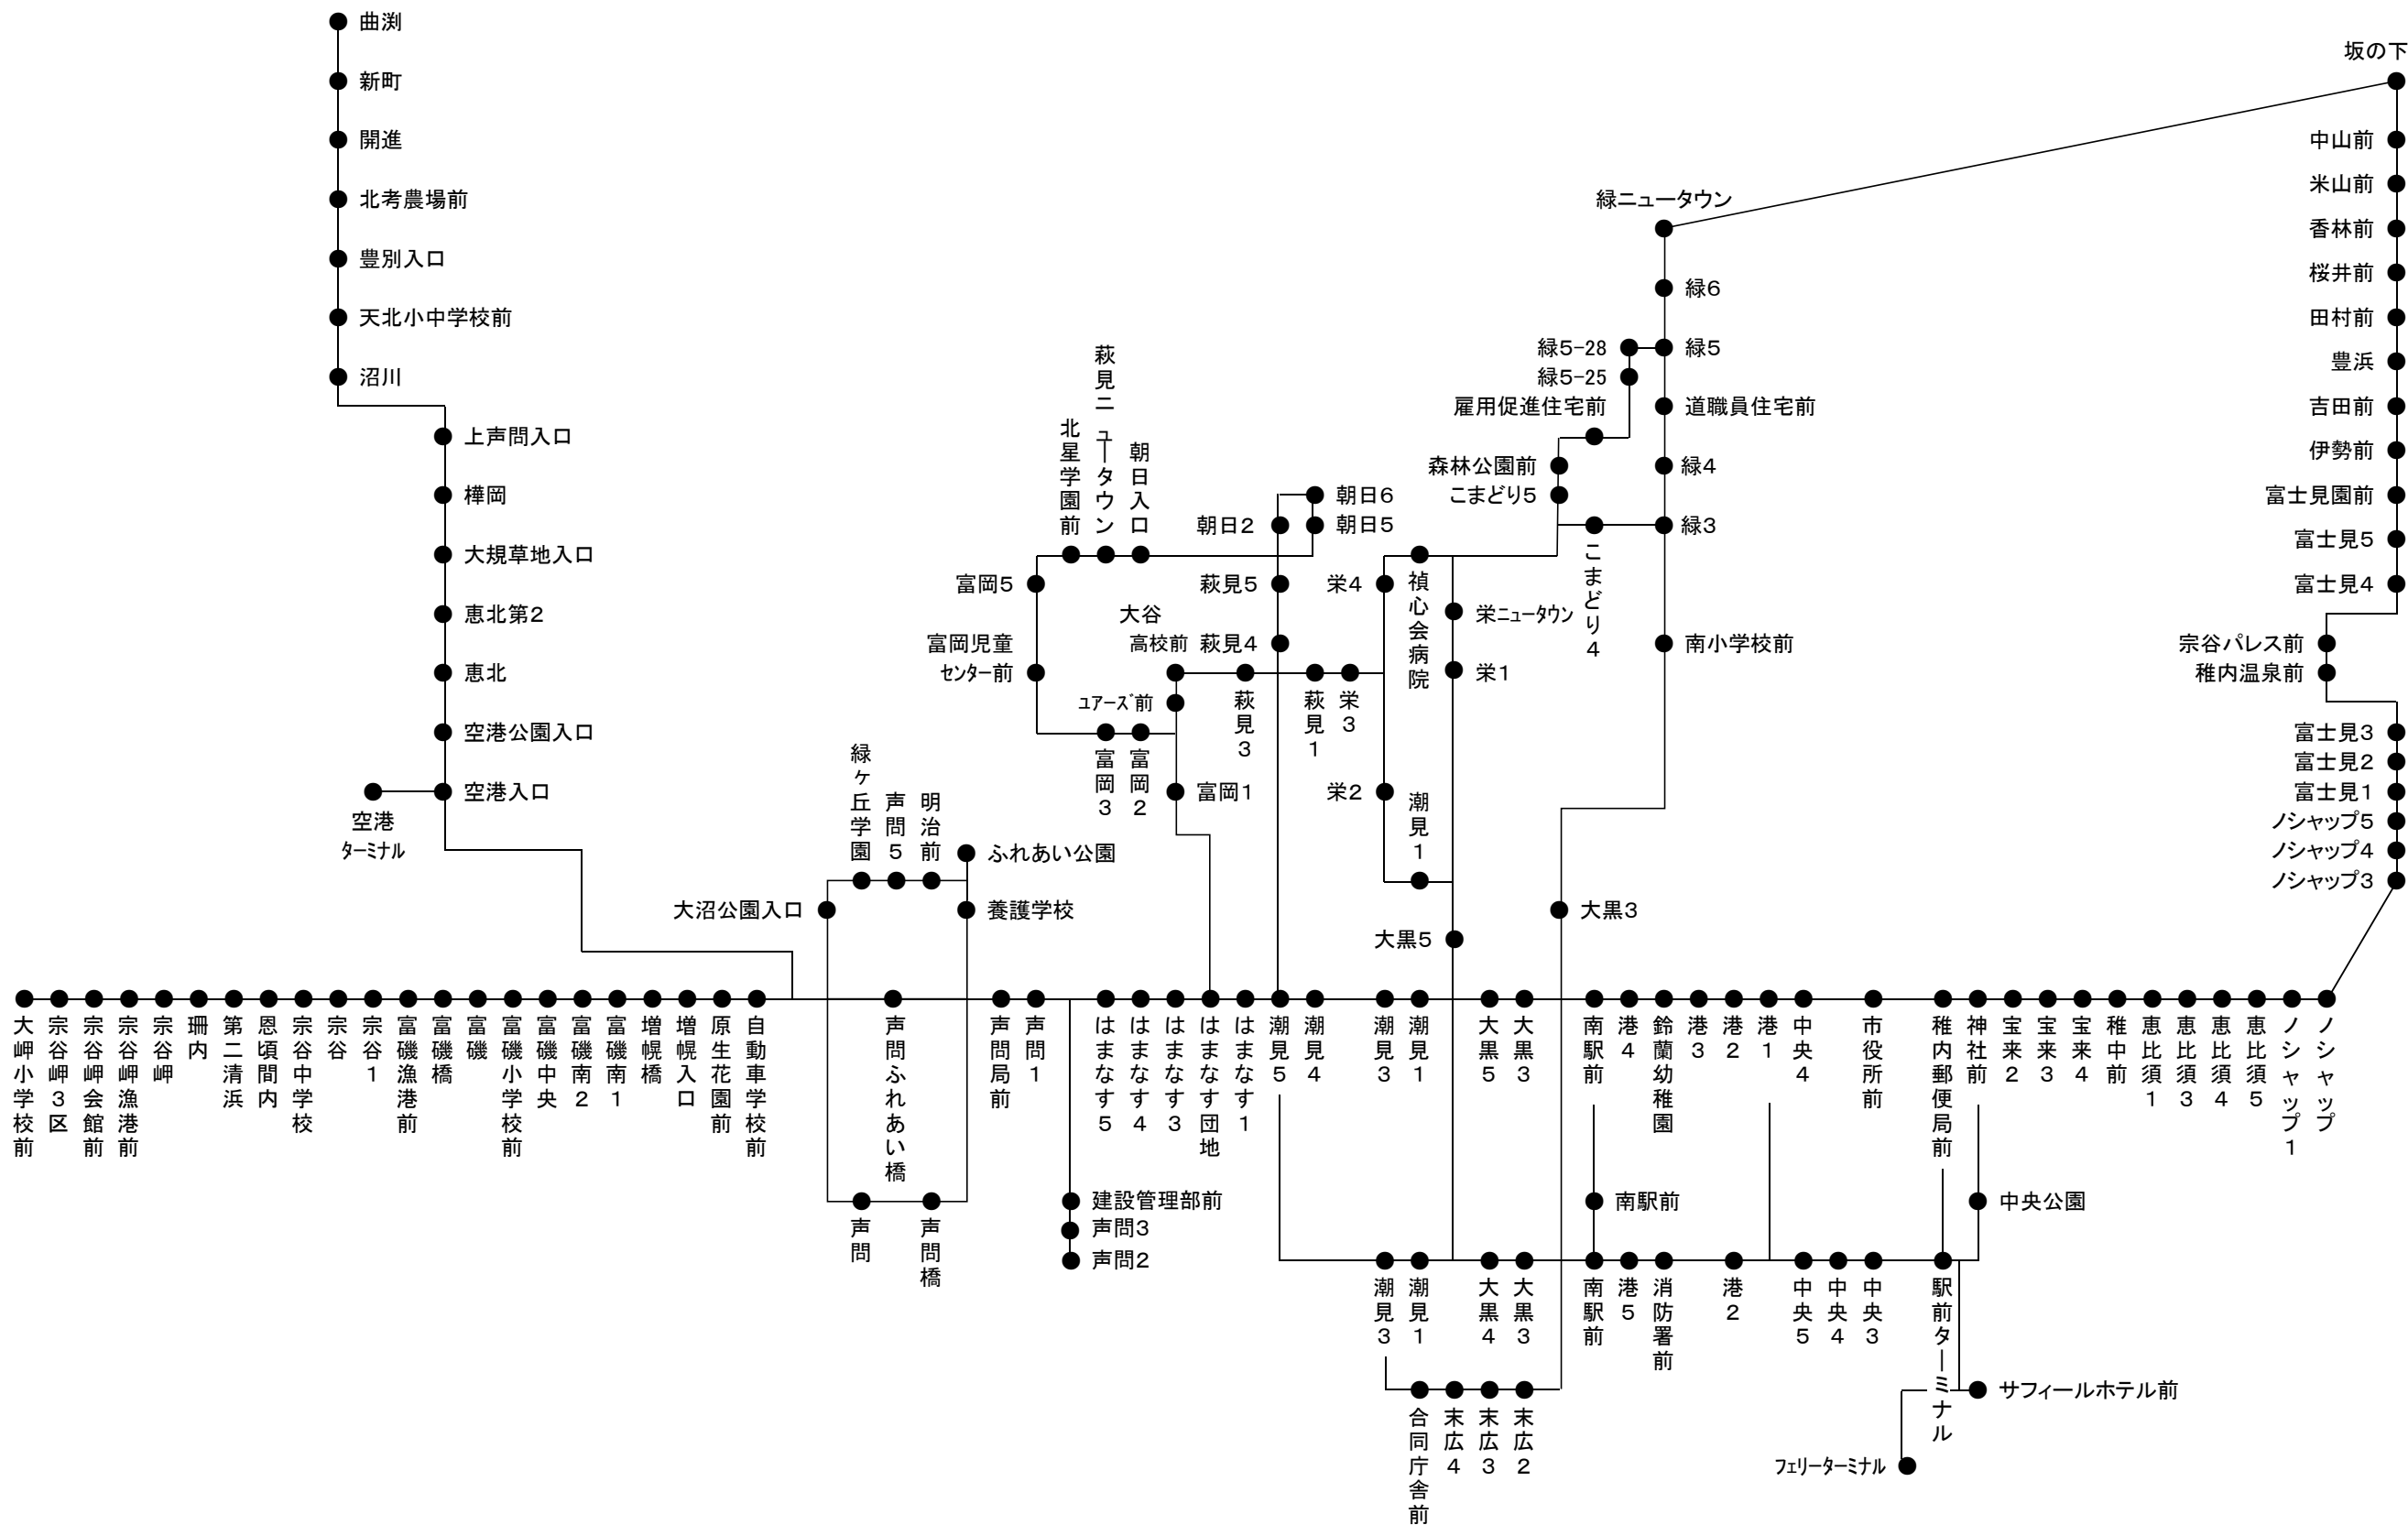 曲渕
新町
開進
北考農場前
豊別入口
天北小中学校前
沼川
上声問入口
樺岡
大規草地入口
恵北第2
恵北
空港公園入口
空港入口
空港
ターミナル
坂の下
中山前
米山前
香林前
桜井前
田村前
豊浜
吉田前
伊勢前
富士見園前
富士見5
富士見4
宗谷パレス前
稚内温泉前
富士見3
富士見2
富士見1
ノシャップ5
ノシャップ4
ノシャップ3
緑ニュータウン
緑6
緑5
緑5-28
緑5-25
雇用促進住宅前
道職員住宅前
森林公園前
こまどり5
緑4
緑3
こまどり4
南小学校前
大黒3
北星学園前
萩見ニュータウン
朝日入口
朝日6
朝日5
朝日2
富岡5
富岡児童
センター前
萩見5
萩見4
大谷
高校前
ユアーズ前
富岡3
富岡2
富岡1
萩見3
萩見1
栄3
栄4
禎心会病院
栄ニュータウン
栄1
栄2
潮見1
大黒5
緑ヶ丘学園
声問5
明治前
ふれあい公園
養護学校
大沼公園入口
大岬小学校前
宗谷岬3区
宗谷岬会館前
宗谷岬漁港前
宗谷岬
珊内
第二清浜
恩頃間内
宗谷中学校
宗谷
宗谷1
富磯漁港前
富磯橋
富磯
富磯小学校前
富磯中央
富磯南2
富磯南1
増幌橋
増幌入口
原生花園前
自動車学校前
声問ふれあい橋
声問局前
声問1
はまなす5
はまなす4
はまなす3
はまなす団地
はまなす1
潮見5
潮見4
潮見3
潮見1
大黒5
大黒3
南駅前
港4
鈴蘭幼稚園
港3
港2
港1
中央4
市役所前
稚内郵便局前
神社前
宝来2
宝来3
宝来4
稚中前
恵比須1
恵比須3
恵比須4
恵比須5
ノシャップ1
ノシャップ
声問
声問橋
建設管理部前
声問3
声問2
南駅前
中央公園
潮見3
潮見1
大黒4
大黒3
南駅前
港5
消防署前
港2
中央5
中央4
中央3
駅前ターミナル
サフィールホテル前
フェリーターミナル
合同庁舎前
末広4
末広3
末広2